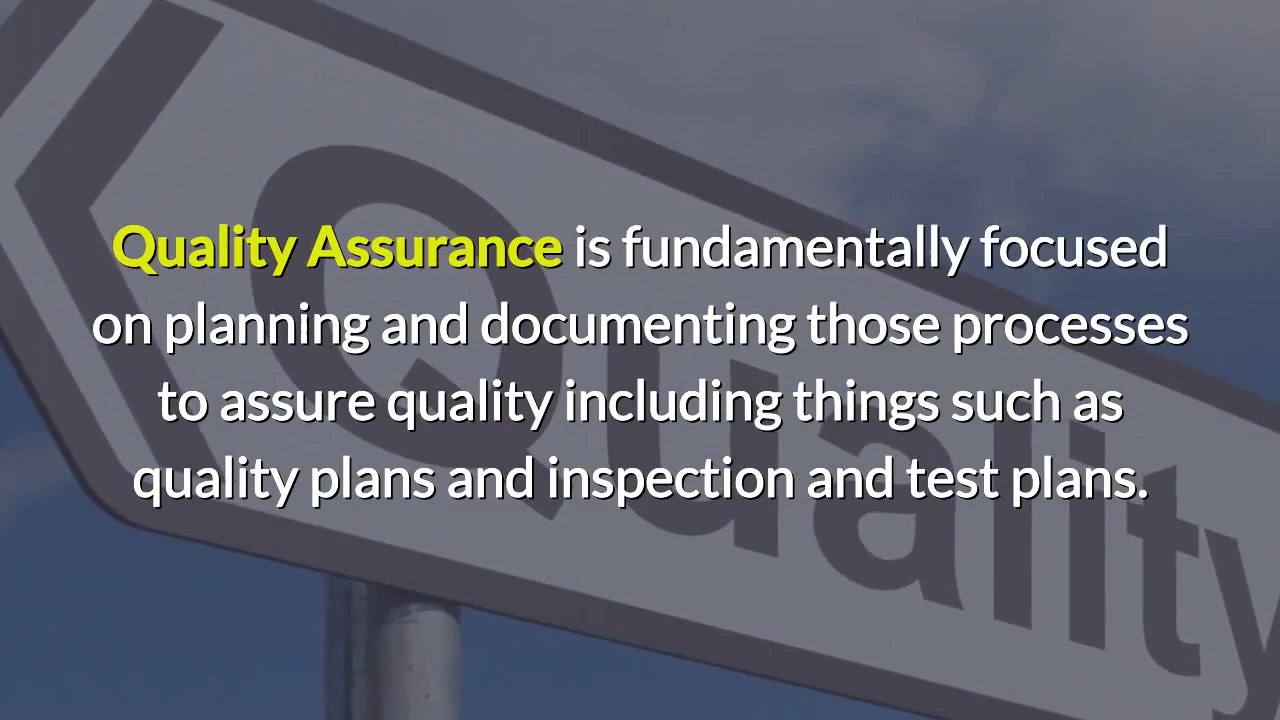 Quality Assurance is fundamentally focused
on planning and documenting those processes
to assure quality including things such as
quality plans and inspection and test plans.
Quality